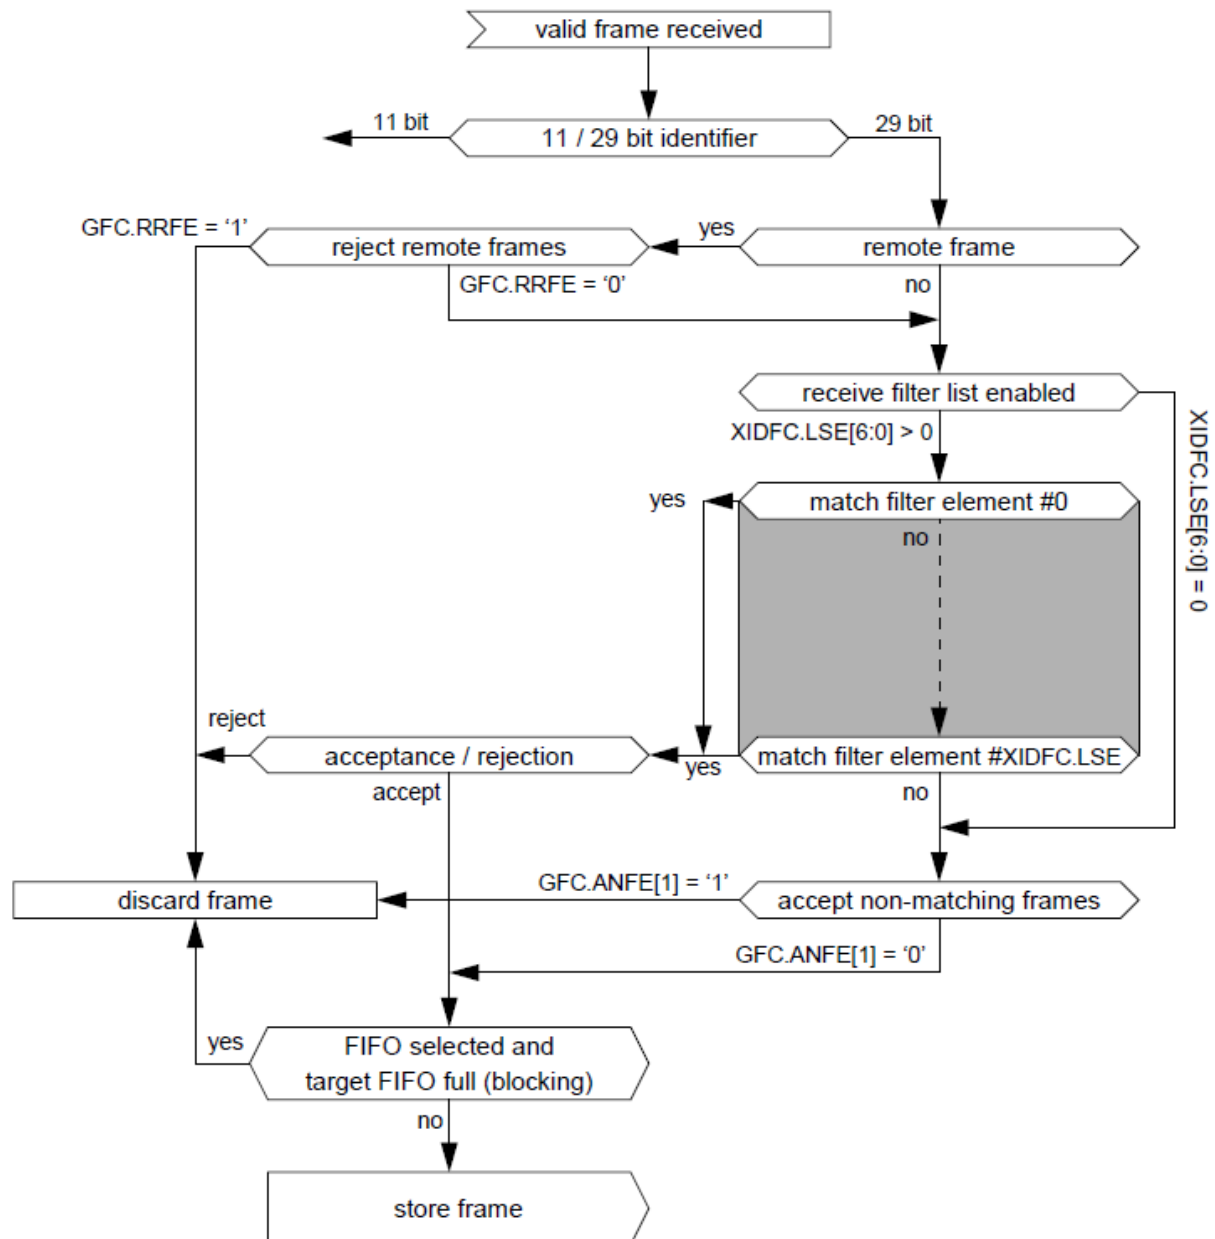 valid frame received
11 bit
11 / 29 bit identifier
29 bit
GFC.RRFE = ‘1’
reject remote frames
yes
remote frame
GFC.RRFE = ‘0’
no
receive filter list enabled
XIDFC.LSE[6:0] > 0
XIDFC.LSE[6:0] = 0
yes
match filter element #0
no
reject
acceptance / rejection
yes
match filter element #XIDFC.LSE
accept
no
discard frame
GFC.ANFE[1] = ‘1’
accept non-matching frames
GFC.ANFE[1] = ‘0’
yes
FIFO selected and
target FIFO full (blocking)
no
store frame